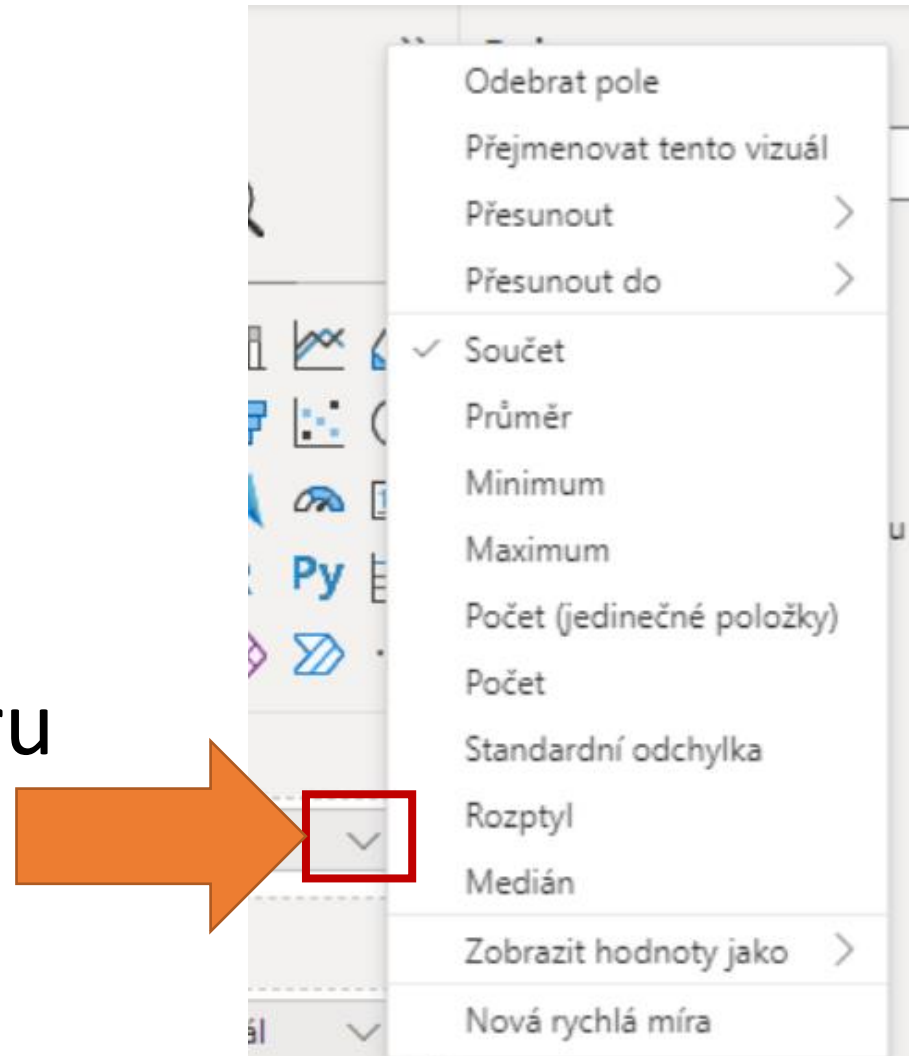 Odebrat pole
Přejmenovat tento vizuál
Přesunout
Přesunout do
Součet
Průměr
Minimum
Maximum
u
Počet (jedinečné položky)
Py
Počet
ru
Standardní odchylka
Rozptyl
Medián
Zobrazit hodnoty jako
ál
Nová rychlá míra